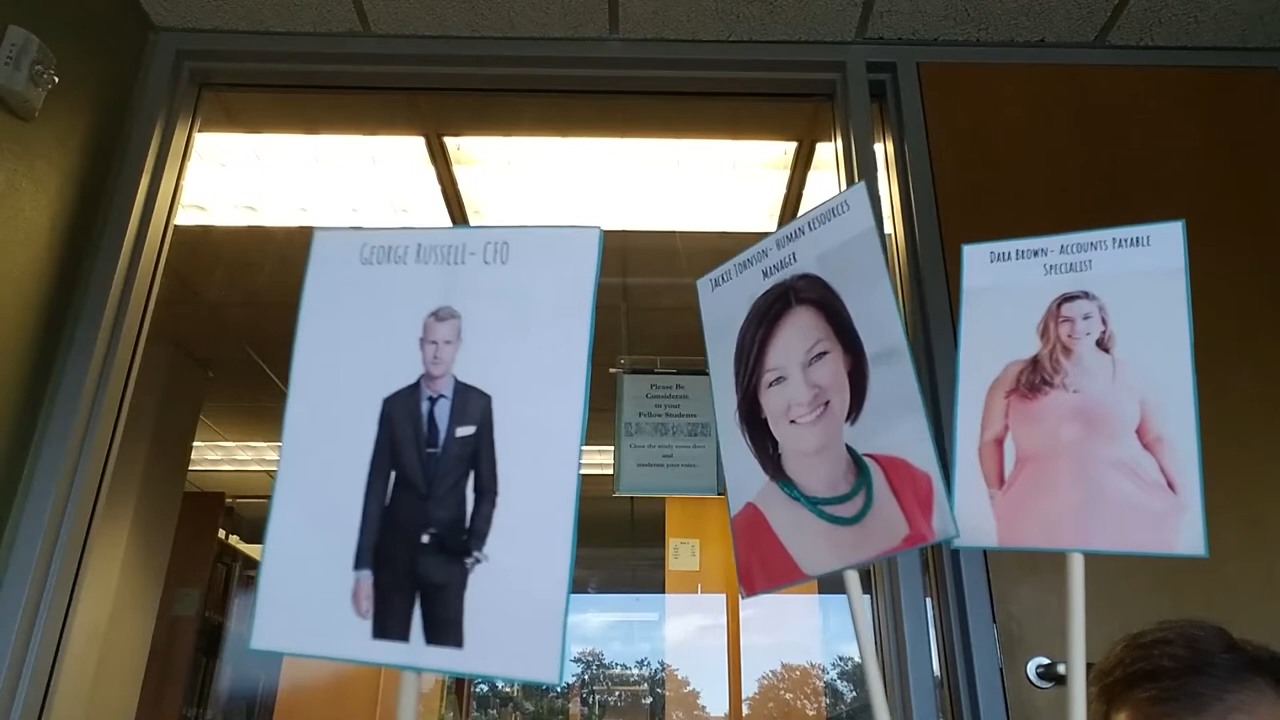 George Russell- CFO
Jackie Johnson- Human Resources
Manager
Dara Brown- Accounts Payable
Specialist
Please Be
Considerate
to your
Fellow Students
Close the study room door
and
moderate your voice.